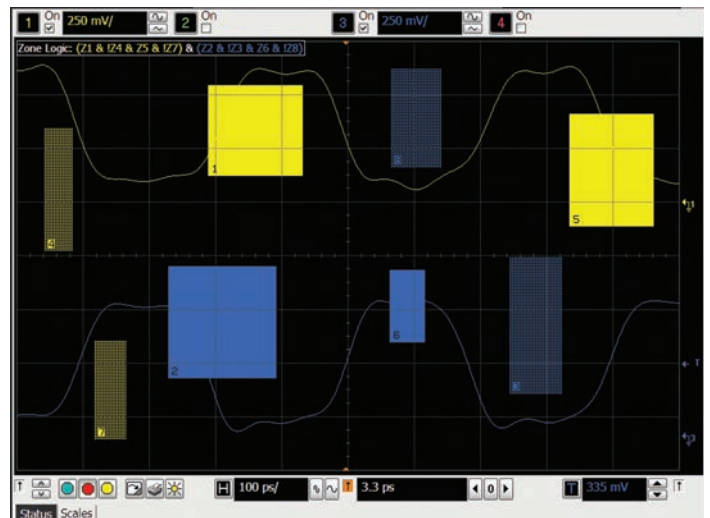 1 On 250 mV/ 2 On 3 On 250 mV/ 4 On
Zone Logic: (Z1 & !Z4 & Z5 & !Z7) & (Z2 & !Z3 & Z6 & !Z8)
1
5
4
2
6
T
7
H 100 ps/ 3.3 ps 0 T 335 mV
Status Scales